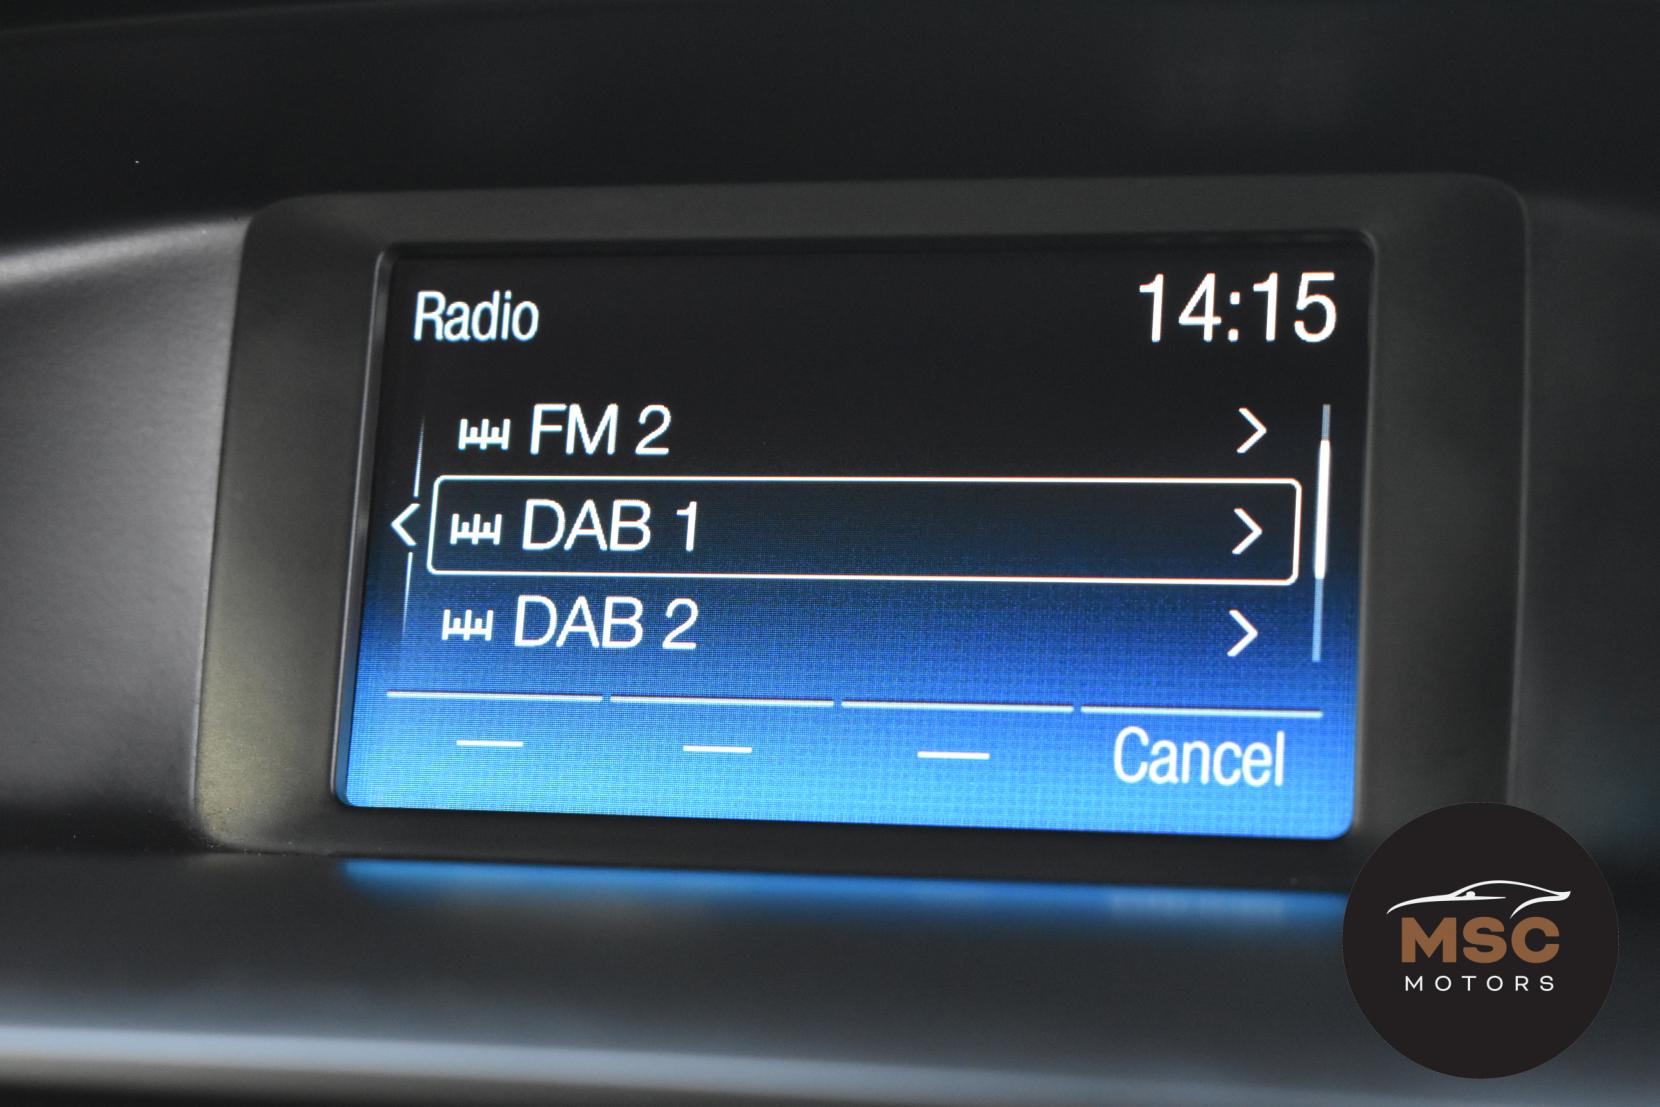 Radio 14:15
FM 2
DAB 1
DAB 2
Cancel
MSC
MOTORS